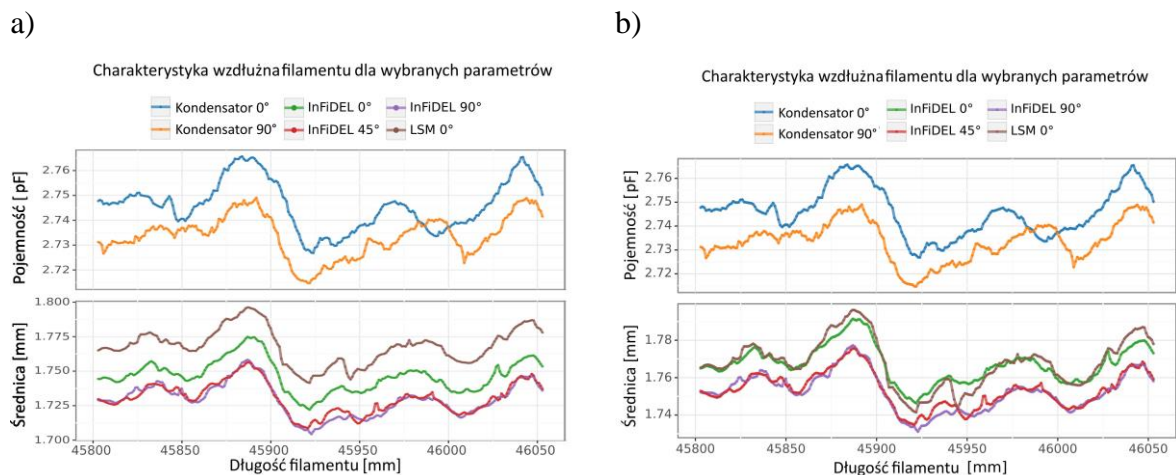 a)
Charakterystyka wzdłużna filamentu dla wybranych parametrów
Kondensator 0° InFiDEL 0° InFiDEL 90°
Kondensator 90° InFiDEL 45° LSM 0°
Pojemność [pF]
2.76
2.75
2.74
2.73
2.72
Średnica [mm]
1.800
1.775
1.750
1.725
1.700
45800 45850 45900 45950 46000 46050
Długość filamentu [mm]
b)
Charakterystyka wzdłużna filamentu dla wybranych parametrów
Kondensator 0° InFiDEL 0° InFiDEL 90°
Kondensator 90° InFiDEL 45° LSM 0°
Pojemność [pF]
2.76
2.75
2.74
2.73
2.72
Średnica [mm]
1.78
1.76
1.74
45800 45850 45900 45950 46000 46050
Długość filamentu [mm]